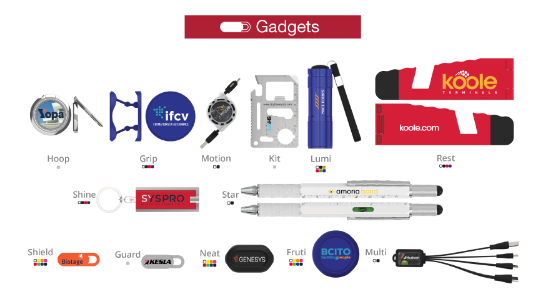 Gadgets
Yopa
ifcv
koole
TERMINALS
koole.com
Hoop
Grip
Motion
Kit
Lumi
Rest
Shine
SYSPRO
Star
amoria
Shield
Biotage
Guard
KESLA
Neat
GENESYS
Fruti
BCITO
Multi